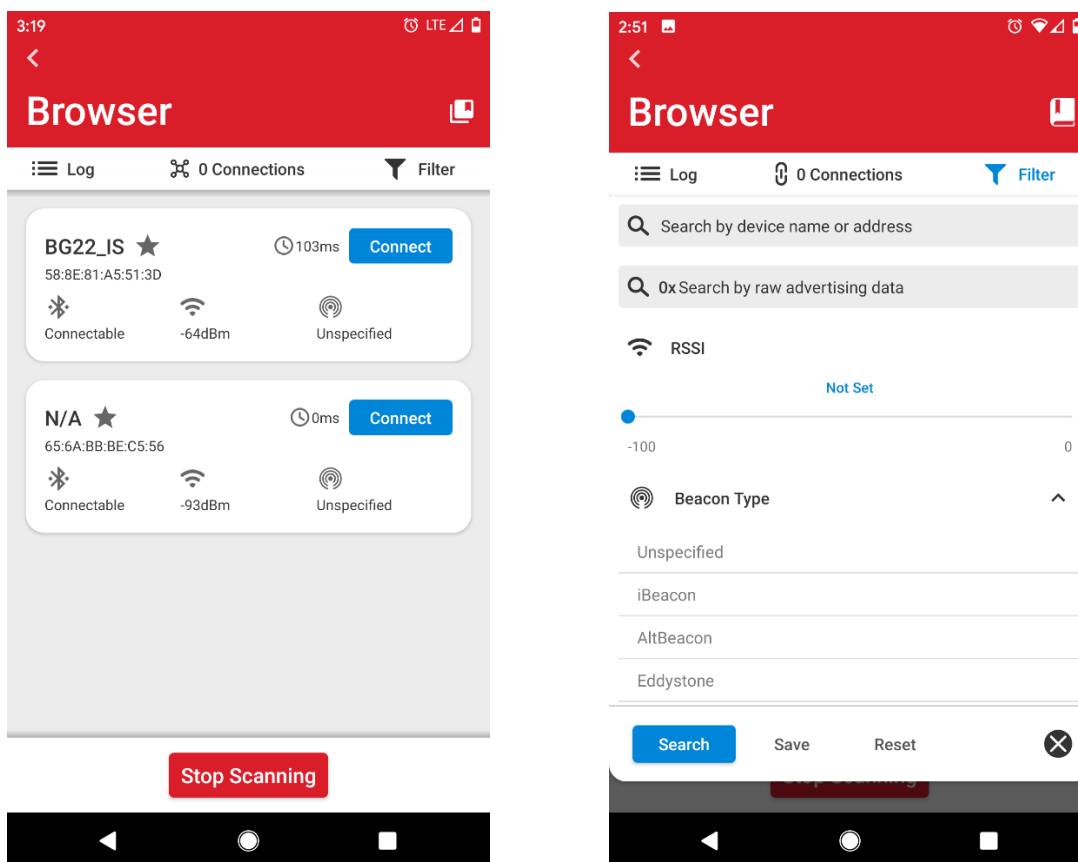 3:19
LTE
Browser
Log
0 Connections
Filter
BG22_IS
103ms
Connect
58:8E:81:A5:51:3D
Connectable
-64dBm
Unspecified
N/A
0ms
Connect
65:6A:BB:BE:C5:56
Connectable
-93dBm
Unspecified
Stop Scanning
2:51
Browser
Log
0 Connections
Filter
Search by device name or address
0x Search by raw advertising data
RSSI
Not Set
-100
0
Beacon Type
Unspecified
iBeacon
AltBeacon
Eddystone
Search
Save
Reset
Stop Scanning